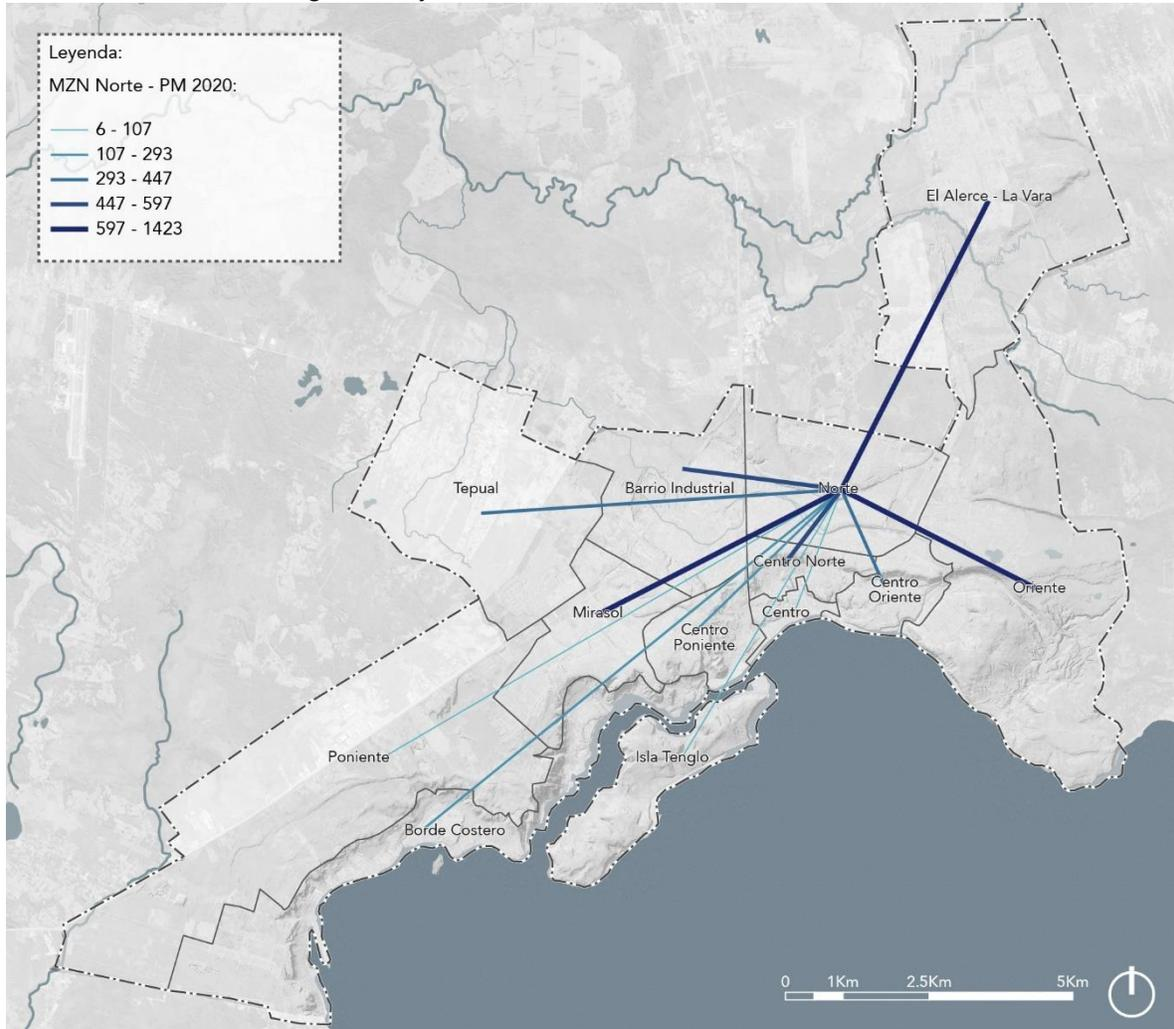 Leyenda:
MZN Norte - PM 2020:
6 - 107
107 - 293
293 - 447
447 - 597
597 - 1423
El Alerce - La Vara
Tepual
Barrio Industrial
Norte
Centro Norte
Centro
Oriente
Oriente
Mirasol
Centro
Centro
Poniente
Poniente
Isla Tenglo
Borde Costero
0
1Km
2.5Km
5Km